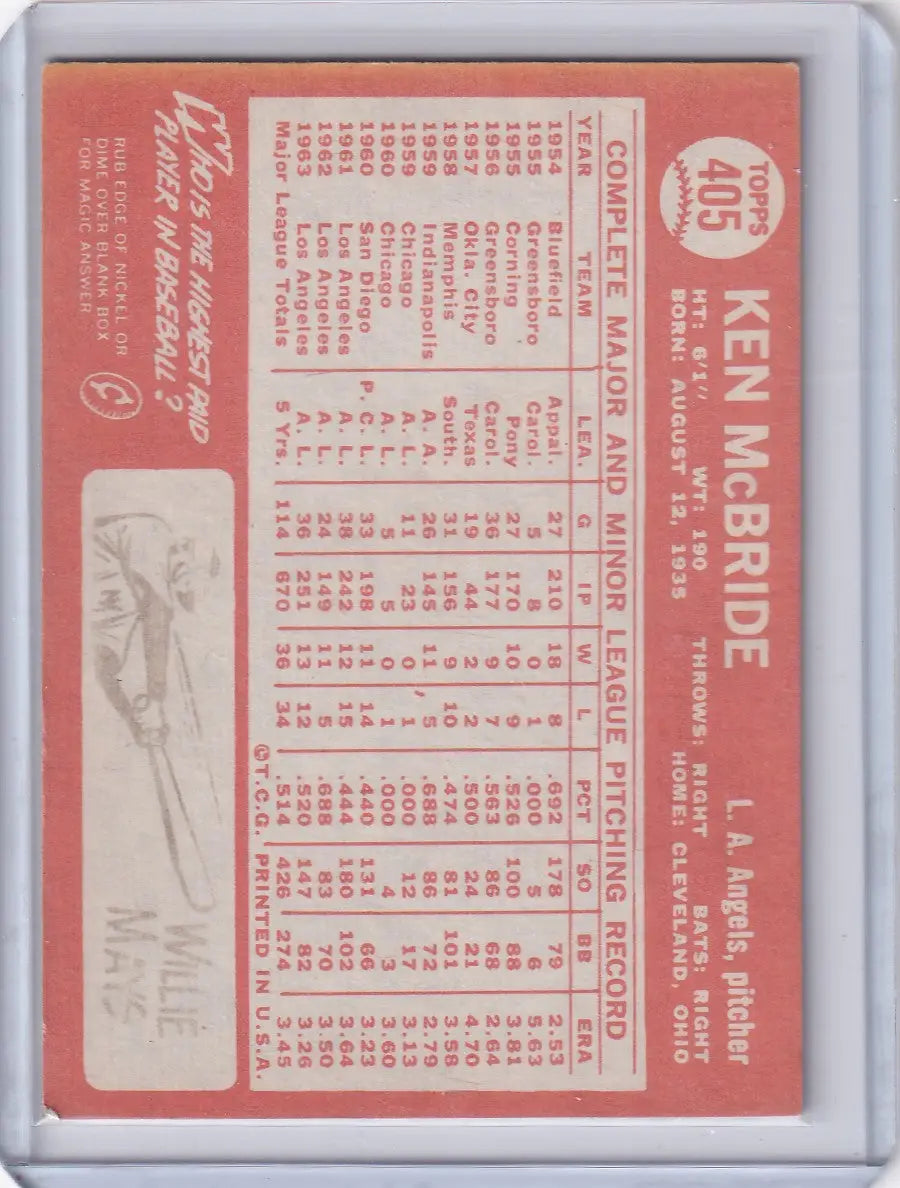 TOPPS
405
KEN McBRIDE
L. A. Angels, pitcher
HT: 6'1" WT: 190 THROWS: RIGHT BATS: RIGHT
BORN: AUGUST 12, 1935 HOME: CLEVELAND, OHIO
COMPLETE MAJOR AND MINOR LEAGUE PITCHING RECORD
YEAR TEAM LEA. G IP W L PCT SO BB ERA
1954 Bluefield Appal. 27 210 18 8 .692 178 79 2.53
1955 Greensboro Carol. 5 8 0 1 .000 5 6 5.63
1955 Corning Pony 27 170 10 9 .526 100 88 3.81
1956 Greensboro Carol. 36 177 9 7 .563 86 68 2.64
1957 Okla. City Texas 19 44 2 2 .500 24 21 4.70
1958 Memphis South. 31 156 9 10 .474 81 101 3.58
1959 Indianapolis A. A. 26 145 11 5 .688 86 72 2.79
1959 Chicago A. L. 11 23 0 1 .000 12 17 3.13
1960 Chicago A. L. 5 5 0 1 .000 4 3 3.60
1960 San Diego P. C. L. 33 198 11 14 .440 131 66 3.23
1961 Los Angeles A. L. 38 242 12 15 .444 180 102 3.64
1962 Los Angeles A. L. 24 149 11 5 .688 83 70 3.50
1963 Los Angeles A. L. 36 251 13 12 .520 147 82 3.26
Major League Totals 5 Yrs. 114 670 36 34 .514 426 274 3.45
©T.C.G. PRINTED IN U.S.A.
WHO IS THE HIGHEST PAID
PLAYER IN BASEBALL?
RUB EDGE OF NICKEL OR
DIME OVER BLANK BOX
FOR MAGIC ANSWER
WILLIE
MAYS